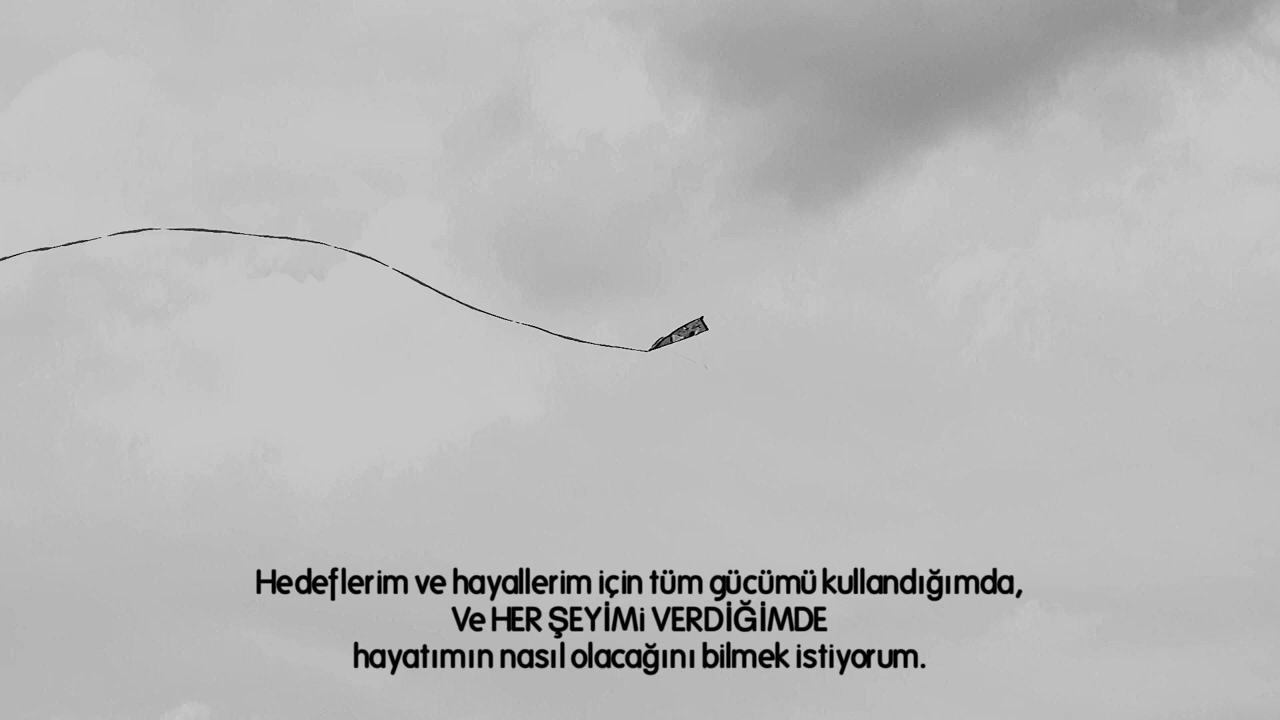 Hedeflerim ve hayallerim için tüm gücümü kullandığımda,
Ve HER ŞEYİMi VERDİĞİMDE
hayatımın nasıl olacağını bilmek istiyorum.